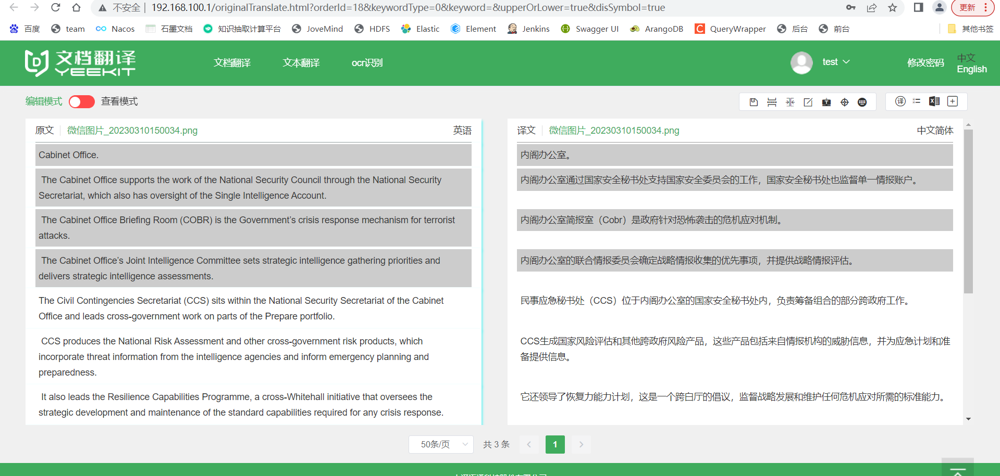 不安全 | 192.168.100.1/originalTranslate.html?orderId=18&keywordType=0&keyword=&upperOrLower=true&disSymbol=true
更新
百度 team Nacos 石墨文档 知识抽取计算平台 JoveMind HDFS Elastic Element Jenkins Swagger UI ArangoDB QueryWrapper 后台 前台 其他书签
文档翻译
YEEKIT
文档翻译 文本翻译 ocr识别 test 修改密码 中文
English
编辑模式 查看模式
原文 微信图片_20230310150034.png 英语
Cabinet Office.
The Cabinet Office supports the work of the National Security Council through the National Security
Secretariat, which also has oversight of the Single Intelligence Account.
The Cabinet Office Briefing Room (COBR) is the Government’s crisis response mechanism for terrorist
attacks.
The Cabinet Office’s Joint Intelligence Committee sets strategic intelligence gathering priorities and
delivers strategic intelligence assessments.
The Civil Contingencies Secretariat (CCS) sits within the National Security Secretariat of the Cabinet
Office and leads cross-government work on parts of the Prepare portfolio.
CCS produces the National Risk Assessment and other cross-government risk products, which
incorporate threat information from the intelligence agencies and inform emergency planning and
preparedness.
It also leads the Resilience Capabilities Programme, a cross-Whitehall initiative that oversees the
strategic development and maintenance of the standard capabilities required for any crisis response.
译文 微信图片_20230310150034.png 中文简体
内阁办公室。
内阁办公室通过国家安全秘书处支持国家安全委员会的工作，国家安全秘书处也监督单一情报账户。
内阁办公室简报室（Cobr）是政府针对恐怖袭击的危机应对机制。
内阁办公室的联合情报委员会确定战略情报收集的优先事项，并提供战略情报评估。
民事应急秘书处（CCS）位于内阁办公室的国家安全秘书处内，负责筹备组合的部分跨政府工作。
CCS生成国家风险评估和其他跨政府风险产品，这些产品包括来自情报机构的威胁信息，并为应急计划和准
备提供信息。
它还领导了恢复力能力计划，这是一个跨白厅的倡议，监督战略发展和维护任何危机应对所需的标准能力。
50条/页 共 3 条 1